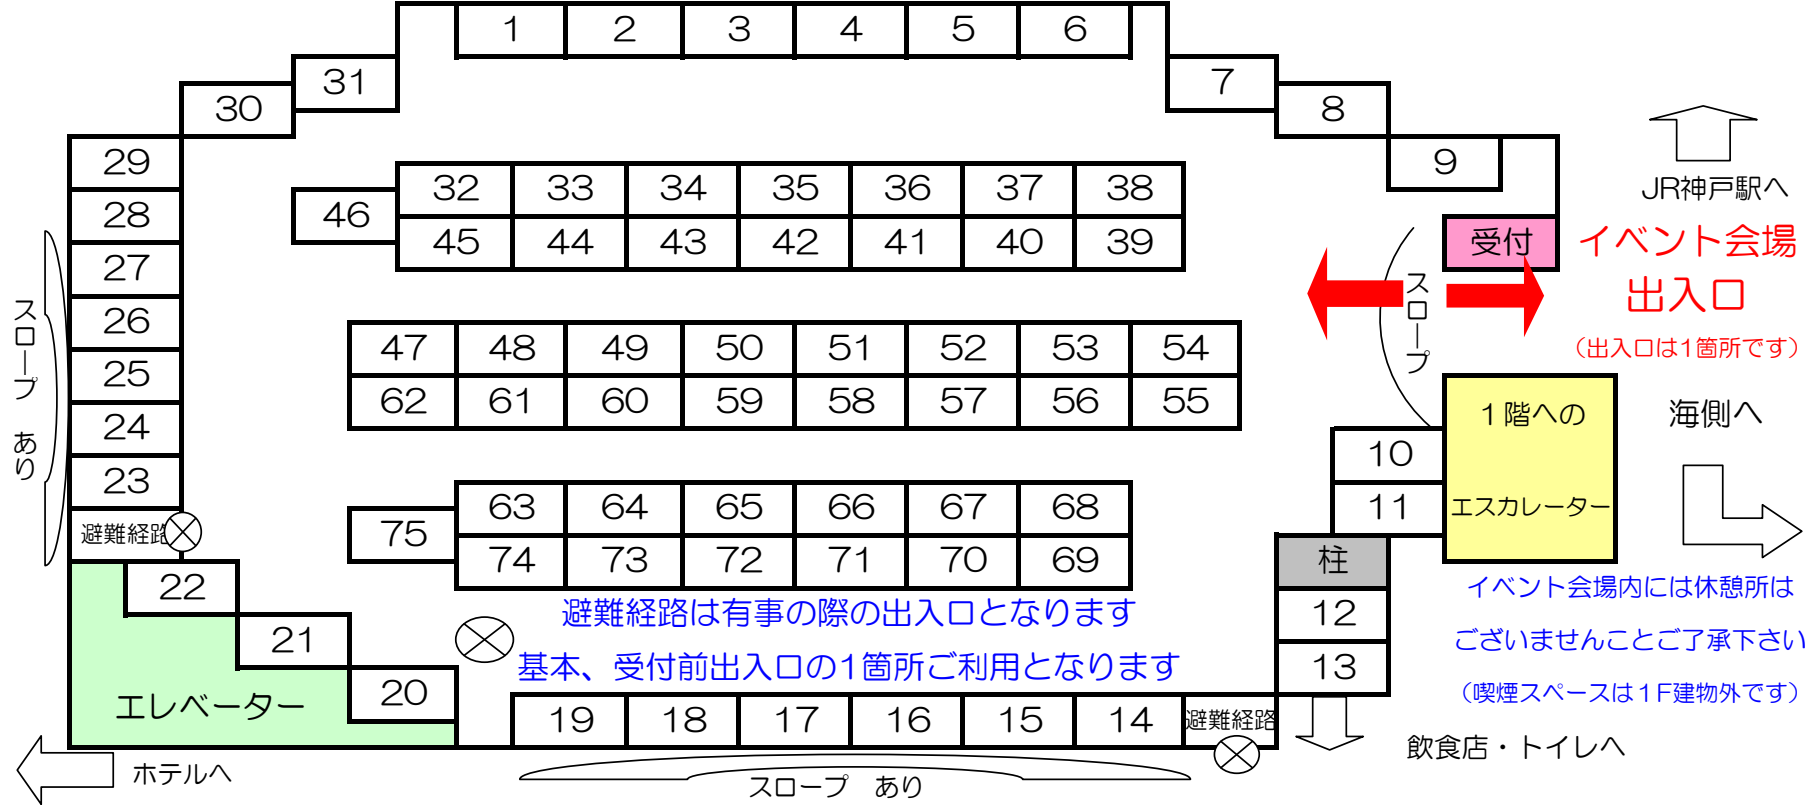 1 2 3 4 5 6
31 7
30 8
29 9
32 33 34 35 36 37 38
JR神戸駅へ
28 46
45 44 43 42 41 40 39
受付
イベント会場
出入口
(出入口は1箇所です)
27
スロープ
26
スロープ あり
47 48 49 50 51 52 53 54
25
62 61 60 59 58 57 56 55
24
1階への
エスカレーター
海側へ
10
23
63 64 65 66 67 68
11
避難経路
75
74 73 72 71 70 69
柱
22
イベント会場内には休憩所は
ございませんことご了承下さい
(喫煙スペースは1F建物外です)
避難経路は有事の際の出入口となります
12
21
基本、受付前出入口の1箇所ご利用となります
13
20
エレベーター
19 18 17 16 15 14
避難経路
飲食店・トイレへ
ホテルへ
スロープ あり